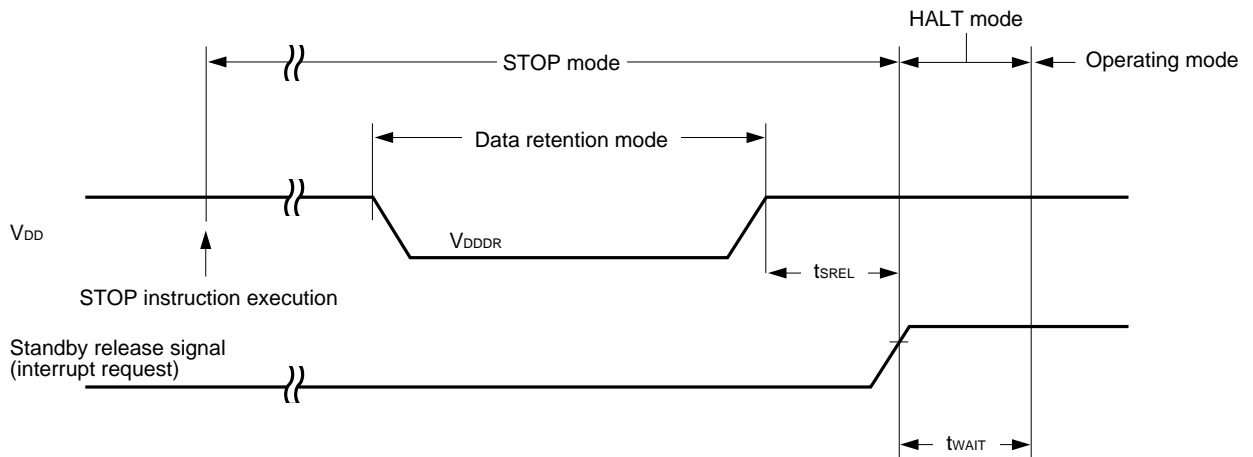 HALT mode
STOP mode
Operating mode
Data retention mode
VDD
VDDDR
tSREL
STOP instruction execution
Standby release signal
(interrupt request)
tWAIT